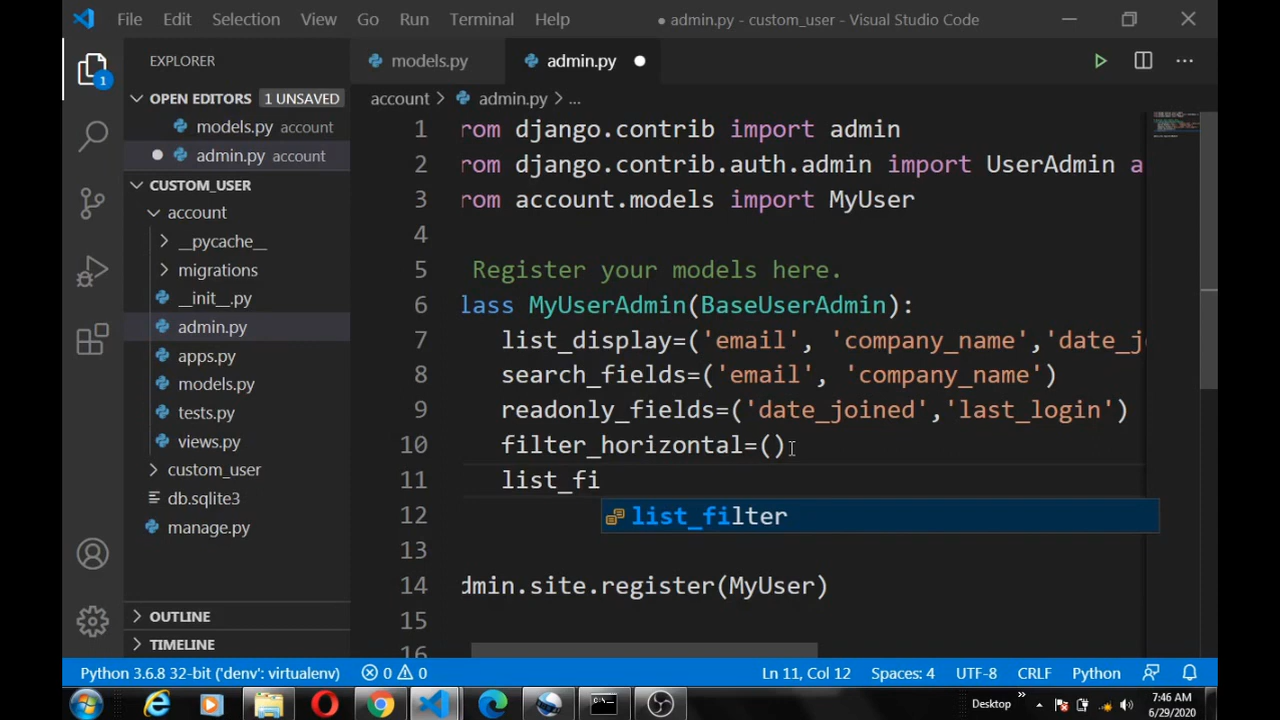 File Edit Selection View Go Run Terminal Help ● admin.py - custom_user - Visual Studio Code
EXPLORER
OPEN EDITORS 1 UNSAVED
models.py account
admin.py account
CUSTOM_USER
account
__pycache__
migrations
__init__.py
admin.py
apps.py
models.py
tests.py
views.py
custom_user
db.sqlite3
manage.py
OUTLINE
TIMELINE
1
models.py admin.py
account > admin.py > ...
1 rom django.contrib import admin
2 rom django.contrib.auth.admin import UserAdmin a
3 rom account.models import MyUser
4
5 Register your models here.
6 lass MyUserAdmin(BaseUserAdmin):
7 list_display=('email', 'company_name','date_j
8 search_fields=('email', 'company_name')
9 readonly_fields=('date_joined','last_login')
10 filter_horizontal=()
11 list_fi
list_filter
12
13
14 dmin.site.register(MyUser)
15
16
Python 3.6.8 32-bit ('denv': virtualenv) 0 0 Ln 11, Col 12 Spaces: 4 UTF-8 CRLF Python
Desktop » 7:46 AM
6/29/2020